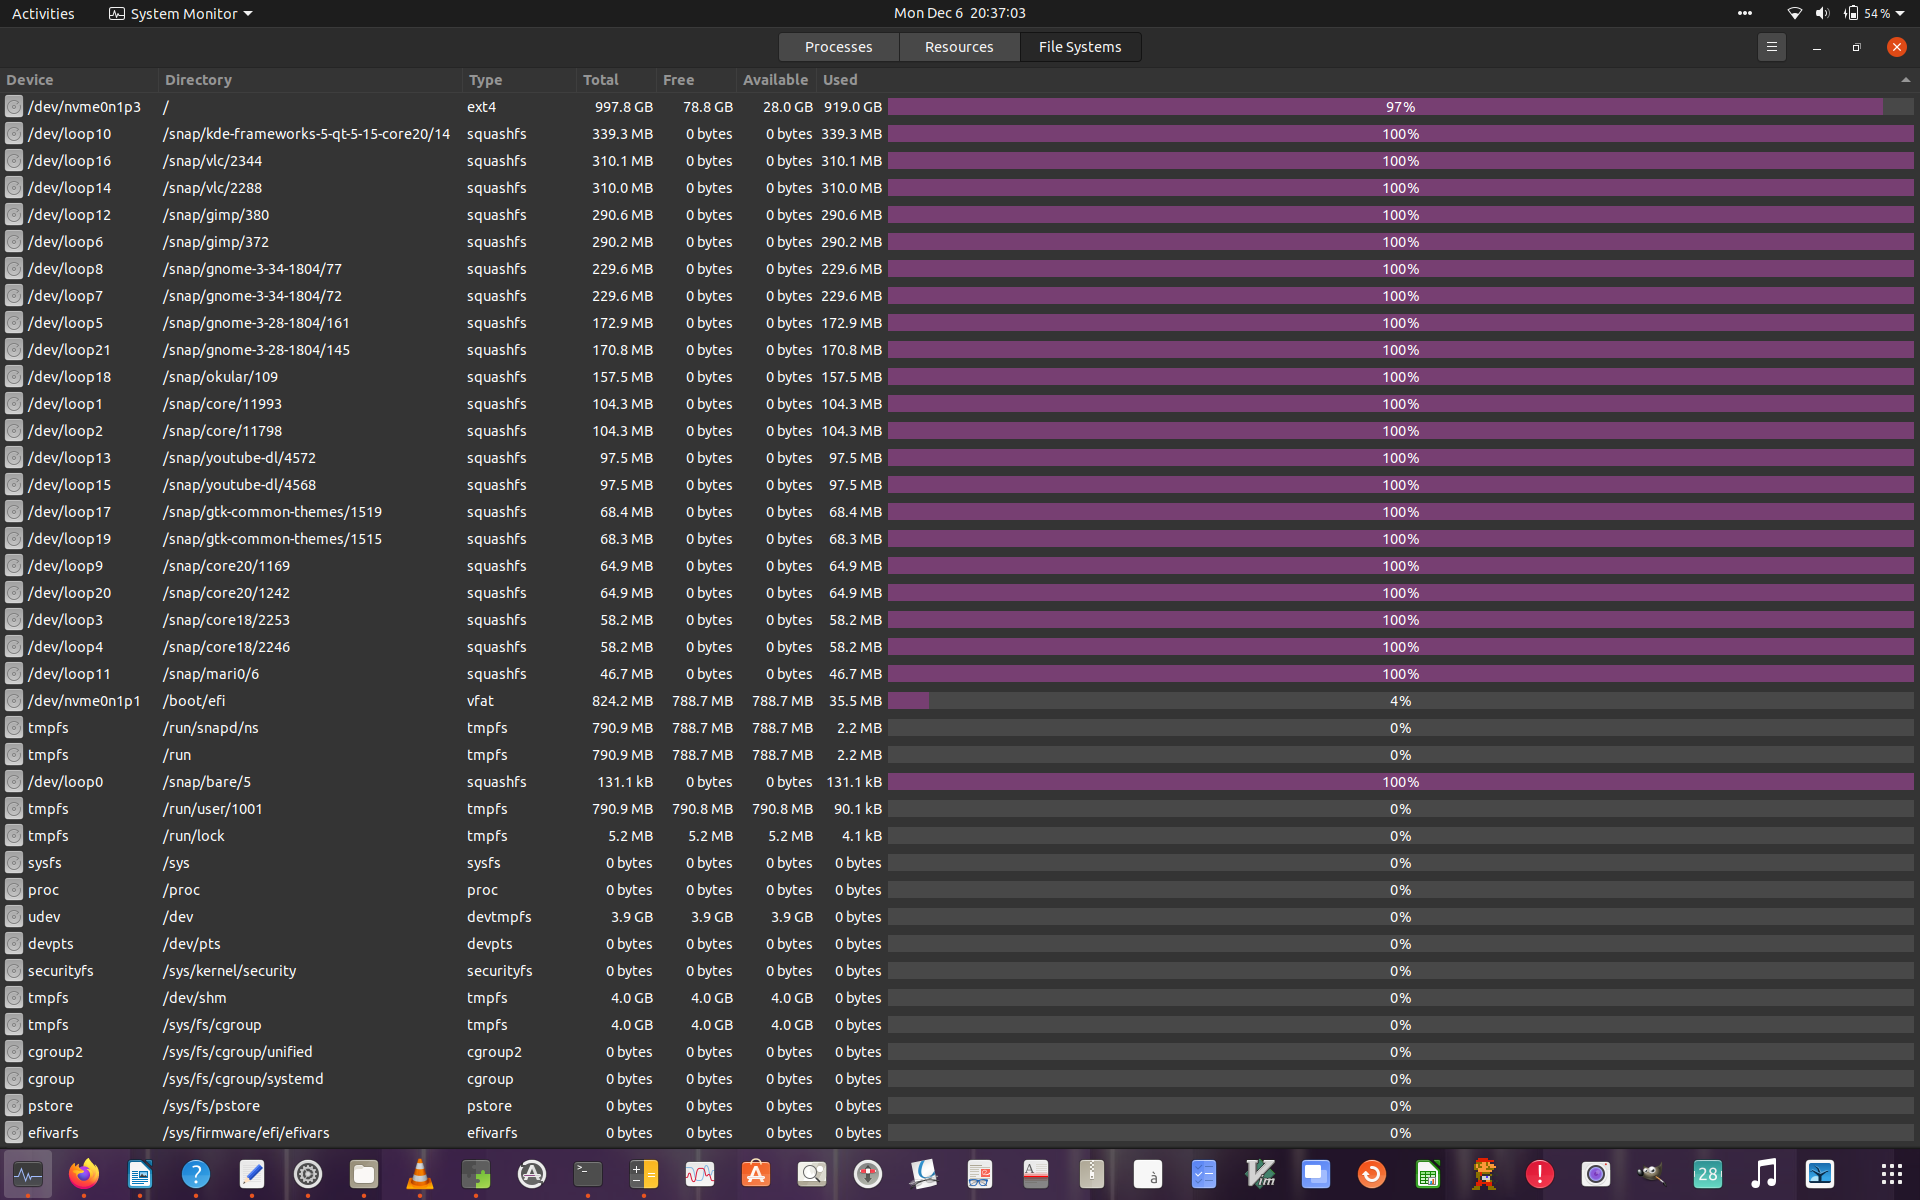 Activities System Monitor Mon Dec 6 20:37:03 54 %
Processes Resources File Systems
Device Directory Type Total Free Available Used
/dev/nvme0n1p3 / ext4 997.8 GB 78.8 GB 28.0 GB 919.0 GB 97%
/dev/loop10 /snap/kde-frameworks-5-qt-5-15-core20/14 squashfs 339.3 MB 0 bytes 0 bytes 339.3 MB 100%
/dev/loop16 /snap/vlc/2344 squashfs 310.1 MB 0 bytes 0 bytes 310.1 MB 100%
/dev/loop14 /snap/vlc/2288 squashfs 310.0 MB 0 bytes 0 bytes 310.0 MB 100%
/dev/loop12 /snap/gimp/380 squashfs 290.6 MB 0 bytes 0 bytes 290.6 MB 100%
/dev/loop6 /snap/gimp/372 squashfs 290.2 MB 0 bytes 0 bytes 290.2 MB 100%
/dev/loop8 /snap/gnome-3-34-1804/77 squashfs 229.6 MB 0 bytes 0 bytes 229.6 MB 100%
/dev/loop7 /snap/gnome-3-34-1804/72 squashfs 229.6 MB 0 bytes 0 bytes 229.6 MB 100%
/dev/loop5 /snap/gnome-3-28-1804/161 squashfs 172.9 MB 0 bytes 0 bytes 172.9 MB 100%
/dev/loop21 /snap/gnome-3-28-1804/145 squashfs 170.8 MB 0 bytes 0 bytes 170.8 MB 100%
/dev/loop18 /snap/okular/109 squashfs 157.5 MB 0 bytes 0 bytes 157.5 MB 100%
/dev/loop1 /snap/core/11993 squashfs 104.3 MB 0 bytes 0 bytes 104.3 MB 100%
/dev/loop2 /snap/core/11798 squashfs 104.3 MB 0 bytes 0 bytes 104.3 MB 100%
/dev/loop13 /snap/youtube-dl/4572 squashfs 97.5 MB 0 bytes 0 bytes 97.5 MB 100%
/dev/loop15 /snap/youtube-dl/4568 squashfs 97.5 MB 0 bytes 0 bytes 97.5 MB 100%
/dev/loop17 /snap/gtk-common-themes/1519 squashfs 68.4 MB 0 bytes 0 bytes 68.4 MB 100%
/dev/loop19 /snap/gtk-common-themes/1515 squashfs 68.3 MB 0 bytes 0 bytes 68.3 MB 100%
/dev/loop9 /snap/core20/1169 squashfs 64.9 MB 0 bytes 0 bytes 64.9 MB 100%
/dev/loop20 /snap/core20/1242 squashfs 64.9 MB 0 bytes 0 bytes 64.9 MB 100%
/dev/loop3 /snap/core18/2253 squashfs 58.2 MB 0 bytes 0 bytes 58.2 MB 100%
/dev/loop4 /snap/core18/2246 squashfs 58.2 MB 0 bytes 0 bytes 58.2 MB 100%
/dev/loop11 /snap/mari0/6 squashfs 46.7 MB 0 bytes 0 bytes 46.7 MB 100%
/dev/nvme0n1p1 /boot/efi vfat 824.2 MB 788.7 MB 788.7 MB 35.5 MB 4%
tmpfs /run/snapd/ns tmpfs 790.9 MB 788.7 MB 788.7 MB 2.2 MB 0%
tmpfs /run tmpfs 790.9 MB 788.7 MB 788.7 MB 2.2 MB 0%
/dev/loop0 /snap/bare/5 squashfs 131.1 kB 0 bytes 0 bytes 131.1 kB 100%
tmpfs /run/user/1001 tmpfs 790.9 MB 790.8 MB 790.8 MB 90.1 kB 0%
tmpfs /run/lock tmpfs 5.2 MB 5.2 MB 5.2 MB 4.1 kB 0%
sysfs /sys sysfs 0 bytes 0 bytes 0 bytes 0 bytes 0%
proc /proc proc 0 bytes 0 bytes 0 bytes 0 bytes 0%
udev /dev devtmpfs 3.9 GB 3.9 GB 3.9 GB 0 bytes 0%
devpts /dev/pts devpts 0 bytes 0 bytes 0 bytes 0 bytes 0%
securityfs /sys/kernel/security securityfs 0 bytes 0 bytes 0 bytes 0 bytes 0%
tmpfs /dev/shm tmpfs 4.0 GB 4.0 GB 4.0 GB 0 bytes 0%
tmpfs /sys/fs/cgroup tmpfs 4.0 GB 4.0 GB 4.0 GB 0 bytes 0%
cgroup2 /sys/fs/cgroup/unified cgroup2 0 bytes 0 bytes 0 bytes 0 bytes 0%
cgroup /sys/fs/cgroup/systemd cgroup 0 bytes 0 bytes 0 bytes 0 bytes 0%
pstore /sys/fs/pstore pstore 0 bytes 0 bytes 0 bytes 0 bytes 0%
efivarfs /sys/firmware/efi/efivars efivarfs 0 bytes 0 bytes 0 bytes 0 bytes 0%
? à Vim ! 28